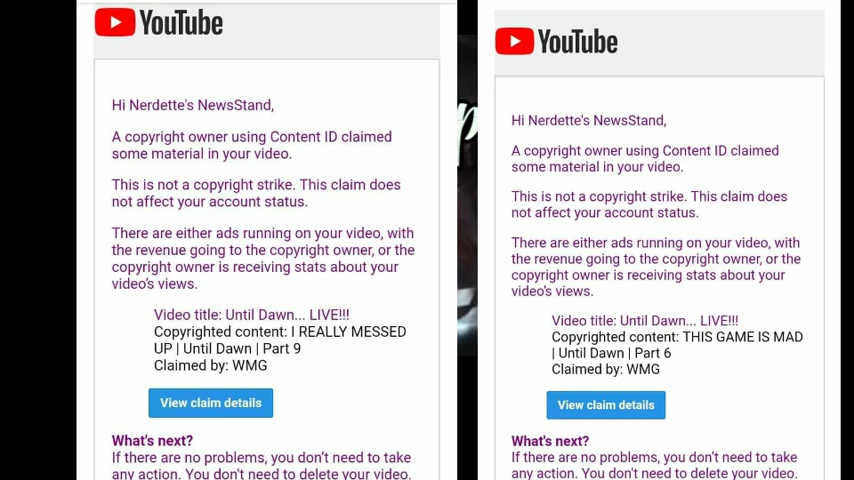 YouTube
Hi Nerdette's NewsStand,
A copyright owner using Content ID claimed
some material in your video.
This is not a copyright strike. This claim does
not affect your account status.
There are either ads running on your video, with
the revenue going to the copyright owner, or the
copyright owner is receiving stats about your
video's views.
Video title: Until Dawn... LIVE!!!
Copyrighted content: I REALLY MESSED
UP | Until Dawn | Part 9
Claimed by: WMG
View claim details
What's next?
If there are no problems, you don't need to take
any action. You don't need to delete your video.
YouTube
Hi Nerdette's NewsStand,
A copyright owner using Content ID claimed
some material in your video.
This is not a copyright strike. This claim does
not affect your account status.
There are either ads running on your video, with
the revenue going to the copyright owner, or the
copyright owner is receiving stats about your
video's views.
Video title: Until Dawn... LIVE!!!
Copyrighted content: THIS GAME IS MAD
| Until Dawn | Part 6
Claimed by: WMG
View claim details
What's next?
If there are no problems, you don't need to take
any action. You don't need to delete your video.